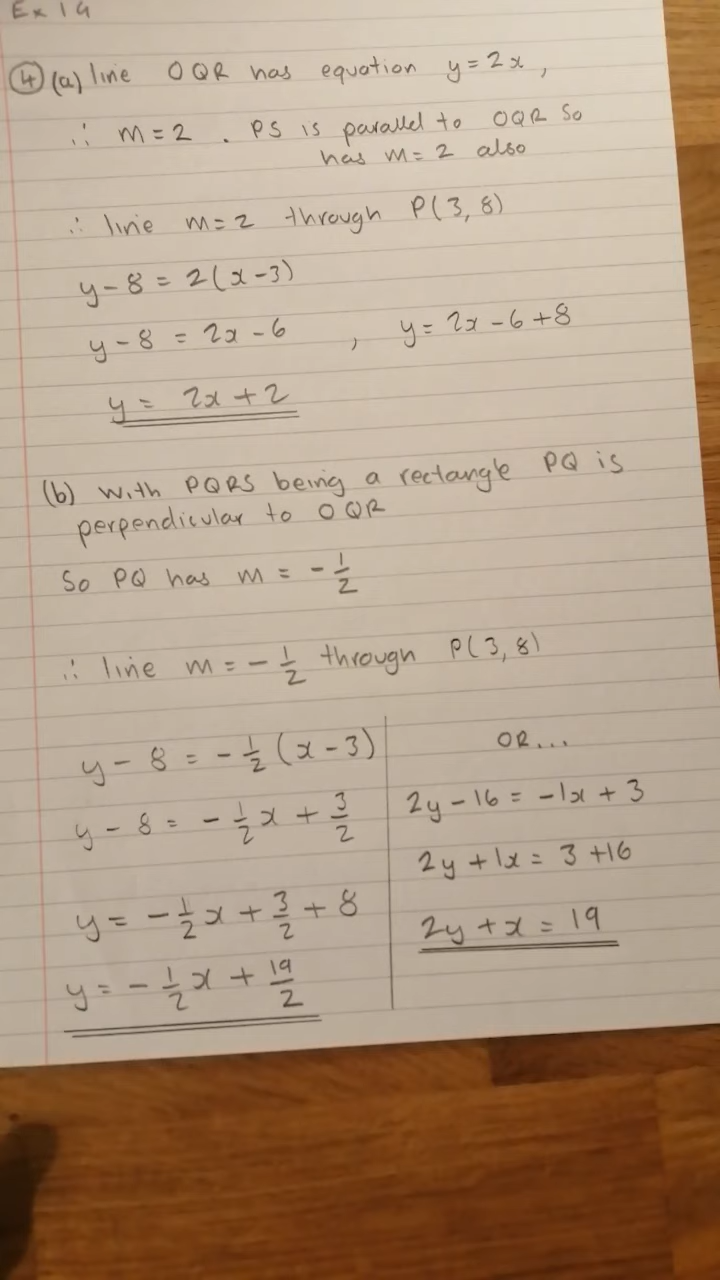 Ex 1G
④ (a) line OQR has equation y = 2x,
∴ m = 2 . PS is parallel to OQR so
has m = 2 also
∴ line m = 2 through P(3, 8)
y - 8 = 2(x - 3)
y - 8 = 2x - 6 , y = 2x - 6 + 8
y = 2x + 2
(b) with PQRS being a rectangle PQ is
perpendicular to OQR
So PQ has m = - 1/2
∴ line m = - 1/2 through P(3, 8)
y - 8 = - 1/2 (x - 3)
y - 8 = - 1/2 x + 3/2
y = - 1/2 x + 3/2 + 8
y = - 1/2 x + 19/2
OR...
2y - 16 = -1x + 3
2y + 1x = 3 + 16
2y + x = 19